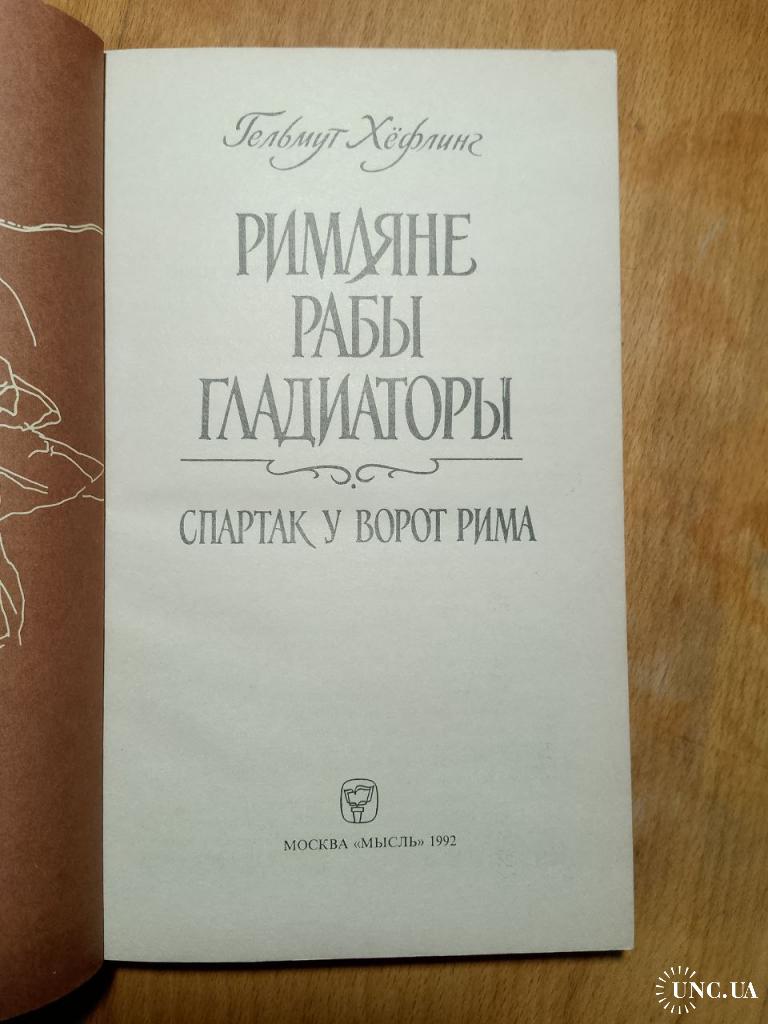 Гельмут Хёфлинг
РИМЛЯНЕ
РАБЫ
ГЛАДИАТОРЫ
СПАРТАК У ВОРОТ РИМА
МОСКВА «МЫСЛЬ» 1992
UNC.UA